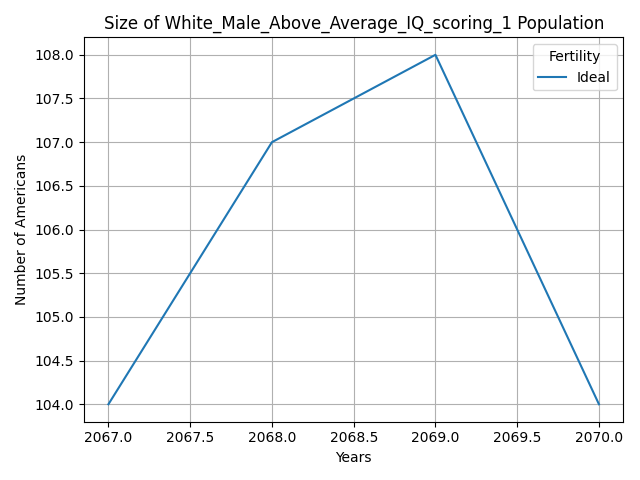 Size of White_Male_Above_Average_IQ_scoring_1 Population
Fertility
Ideal
Number of Americans
108.0
107.5
107.0
106.5
106.0
105.5
105.0
104.5
104.0
2067.0 2067.5 2068.0 2068.5 2069.0 2069.5 2070.0
Years